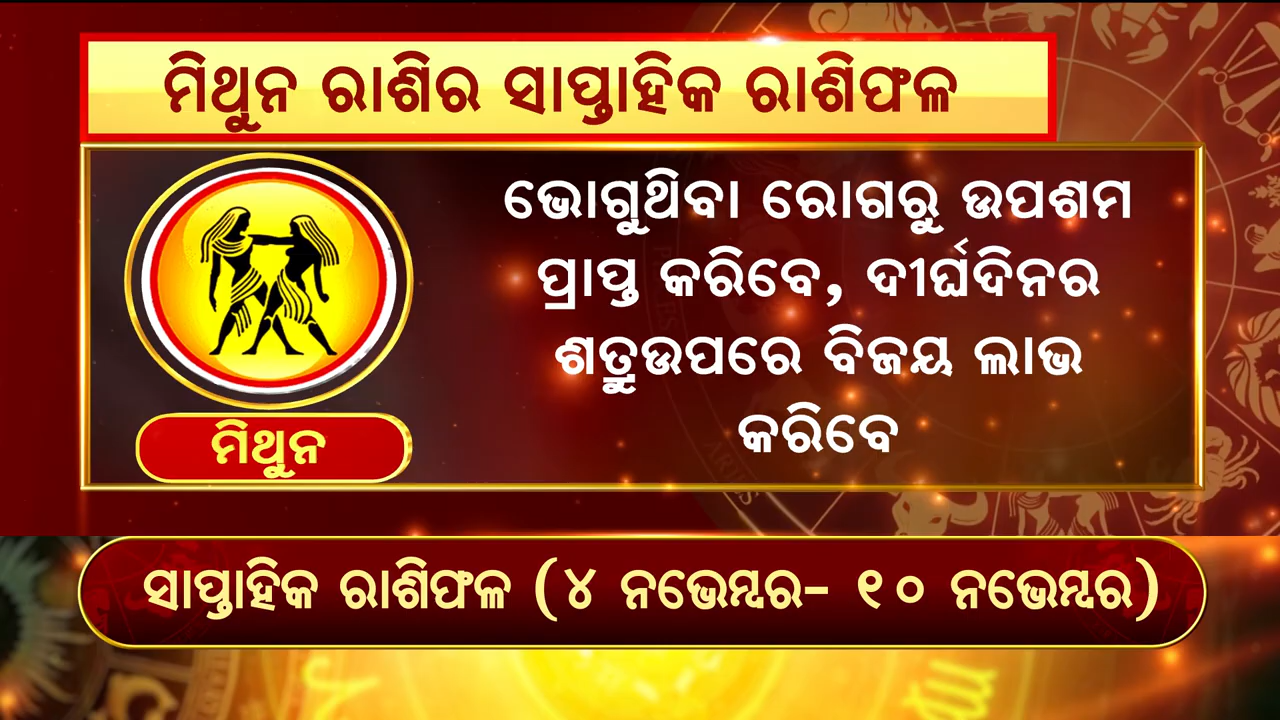 ମିଥୁନ ରାଶିର ସାପ୍ତାହିକ ରାଶିଫଳ
ଭୋଗୁଥିବା ରୋଗରୁ ଉପଶମ
ପ୍ରାପ୍ତ କରିବେ, ଦୀର୍ଘଦିନର
ଶତ୍ରୁଉପରେ ବିଜୟ ଲାଭ
କରିବେ
ମିଥୁନ
ସାପ୍ତାହିକ ରାଶିଫଳ (୪ ନଭେମ୍ବର- ୧୦ ନଭେମ୍ବର)